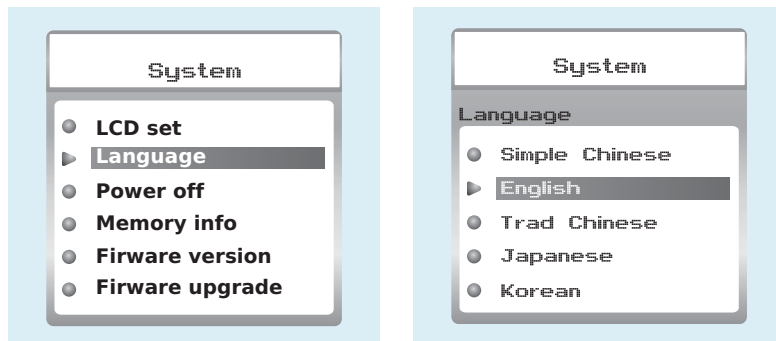 System
LCD set
Language
Power off
Memory info
Firware version
Firware upgrade
System
Language
Simple Chinese
English
Trad Chinese
Japanese
Korean